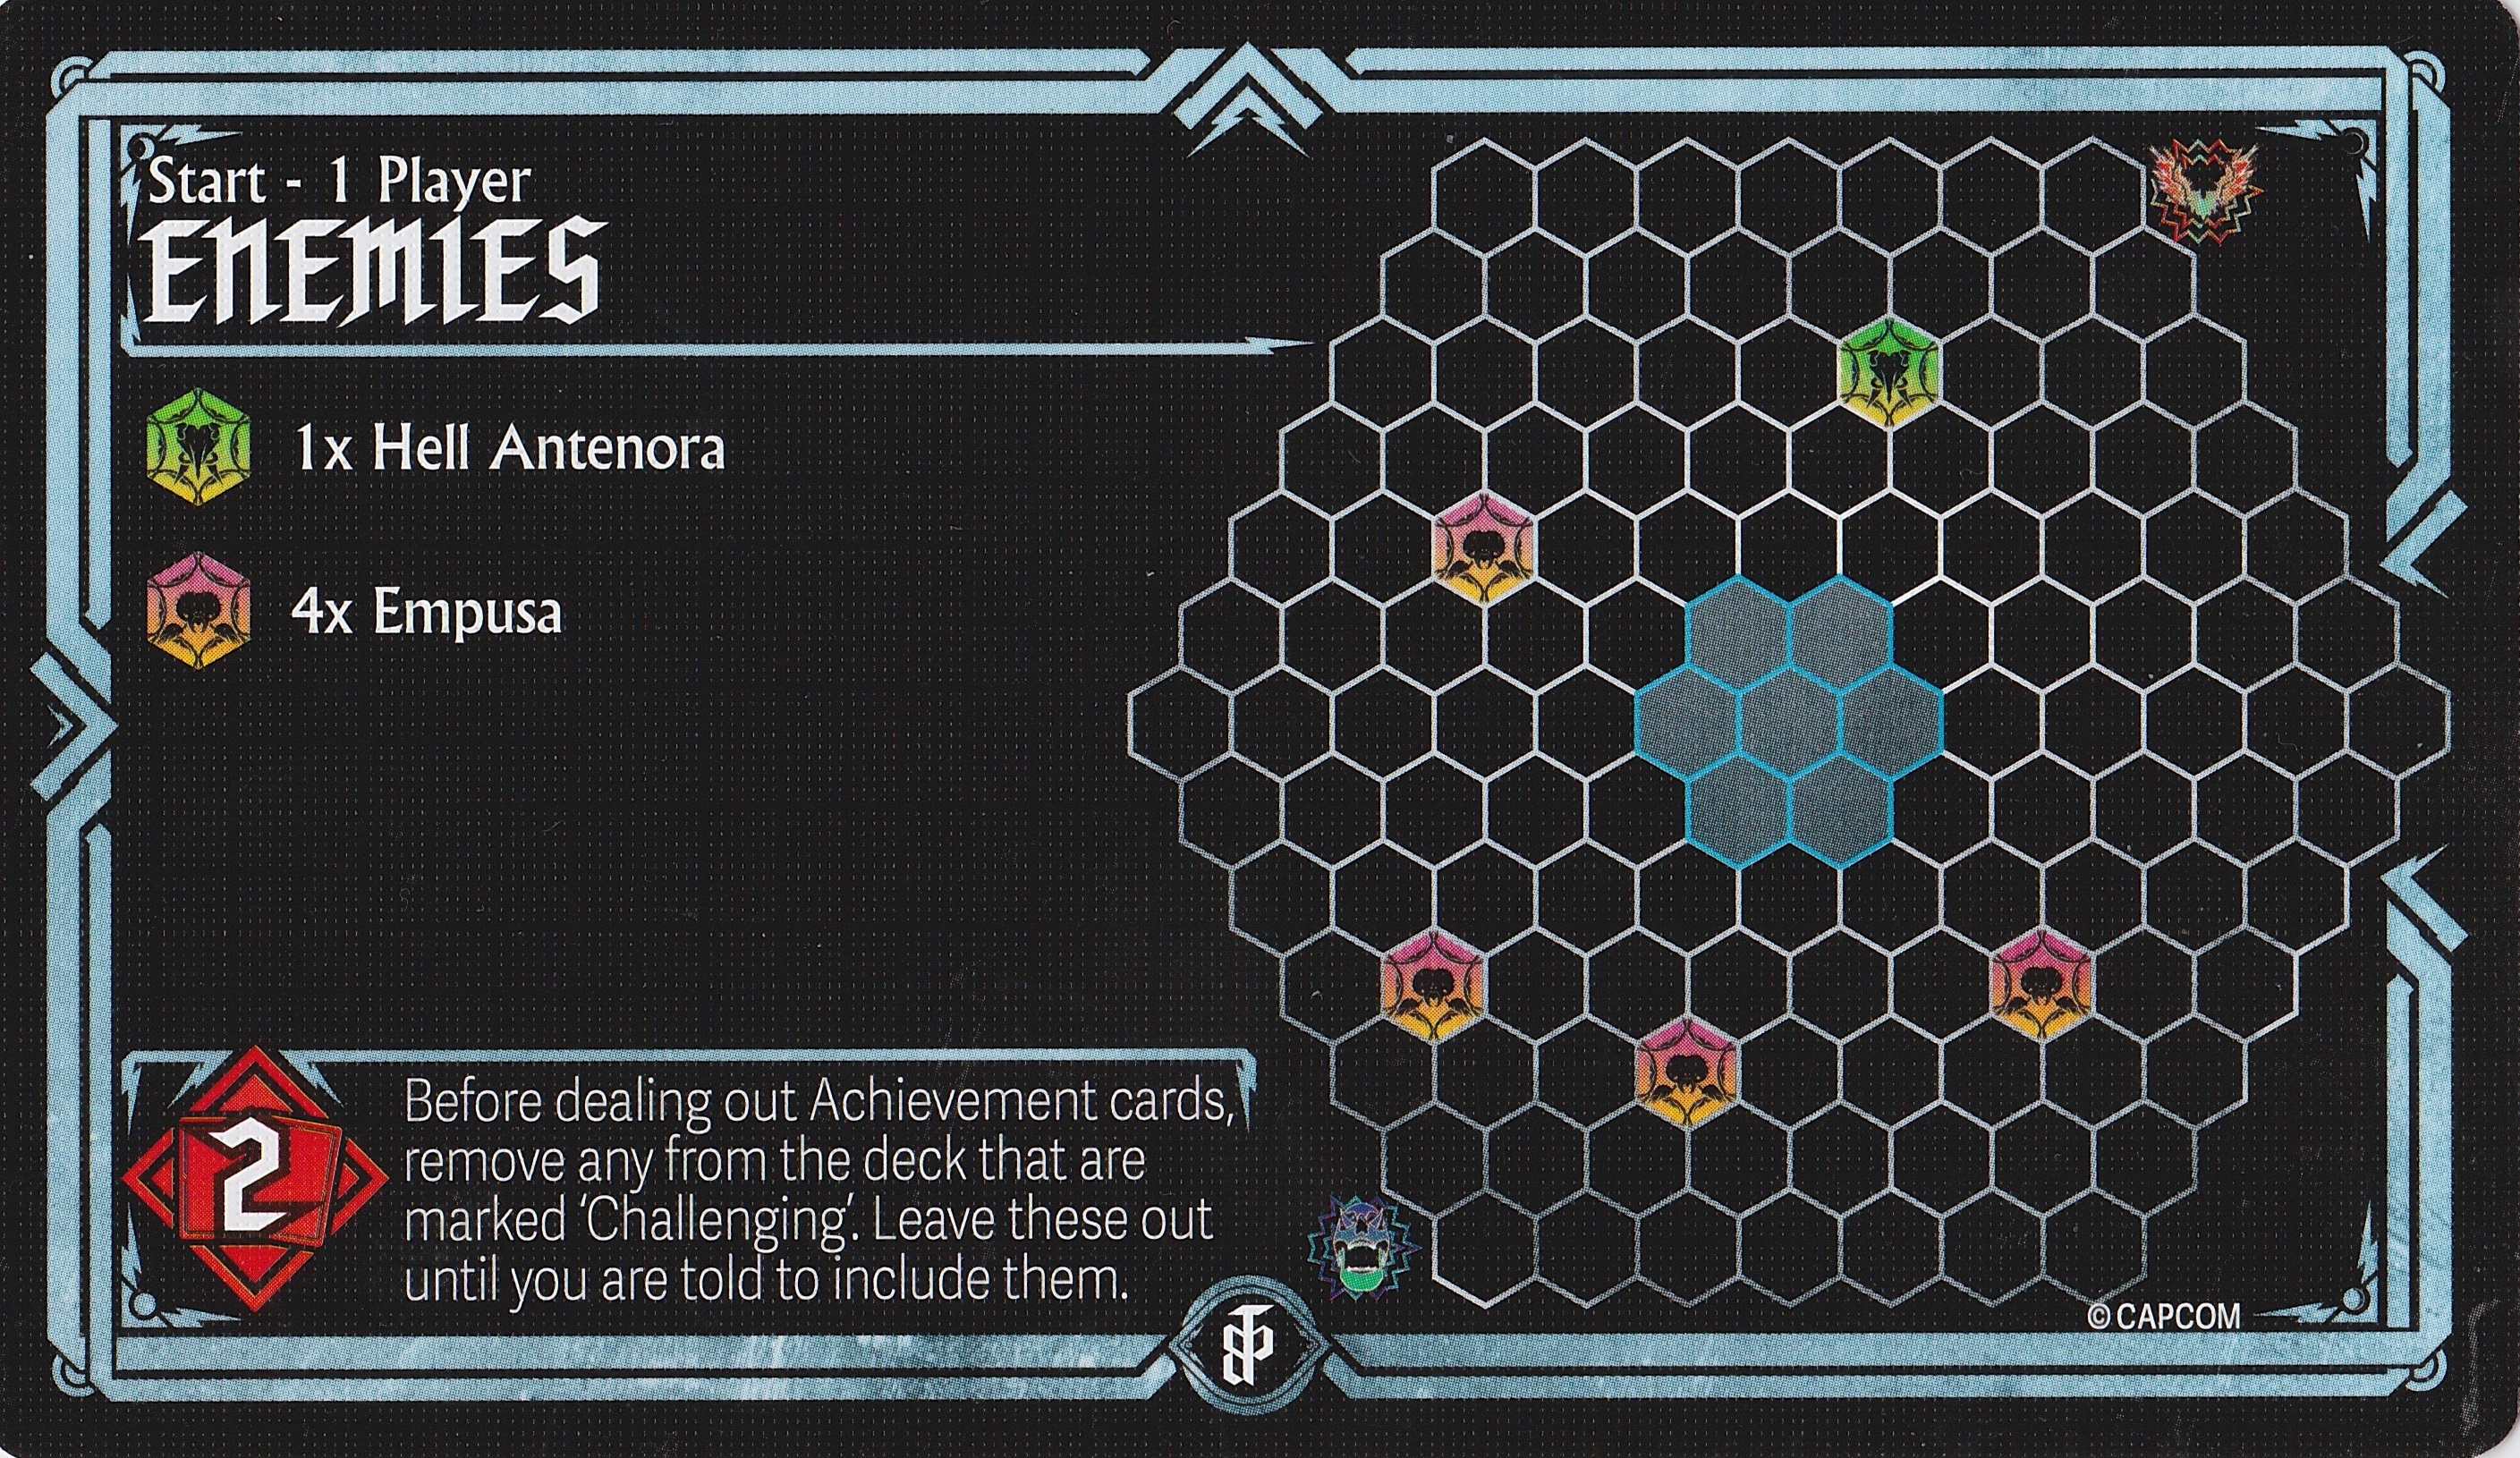 Start - 1 Player
ENEMIES
1x Hell Antenora
4x Empusa
2
Before dealing out Achievement cards,
remove any from the deck that are
marked ‘Challenging’. Leave these out
until you are told to include them.
© CAPCOM